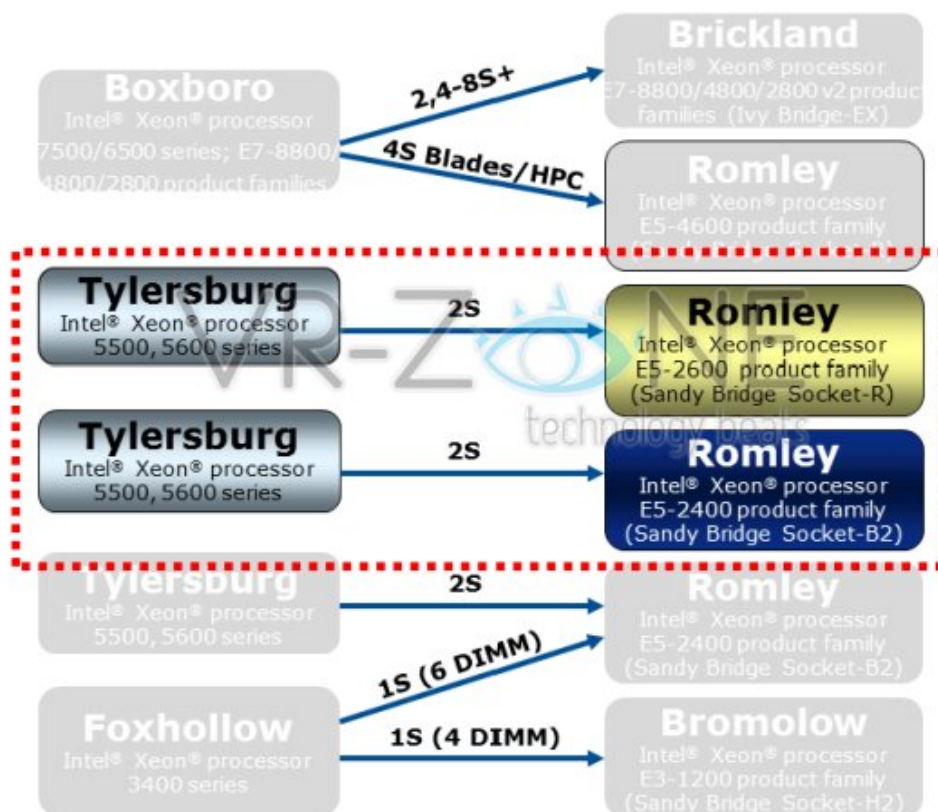 Boxboro
Intel® Xeon® processor
7500/6500 series; E7-8800/
4800/2800 product families
2,4-8S+
4S Blades/HPC
Brickland
Intel® Xeon® processor
E7-8800/4800/2800 v2 product
families (Ivy Bridge-EX)
Romley
Intel® Xeon® processor
E5-4600 product family
(Sandy Bridge Socket-R)
Tylersburg
Intel® Xeon® processor
5500, 5600 series
2S
Romley
Intel® Xeon® processor
E5-2600 product family
(Sandy Bridge Socket-R)
VR-ZONE
technology beats
Tylersburg
Intel® Xeon® processor
5500, 5600 series
2S
Romley
Intel® Xeon® processor
E5-2400 product family
(Sandy Bridge Socket-B2)
Tylersburg
Intel® Xeon® processor
5500, 5600 series
2S
Romley
Intel® Xeon® processor
E5-2400 product family
(Sandy Bridge Socket-B2)
Foxhollow
Intel® Xeon® processor
3400 series
1S (6 DIMM)
1S (4 DIMM)
Bromolow
Intel® Xeon® processor
E3-1200 product family
(Sandy Bridge Socket-H2)